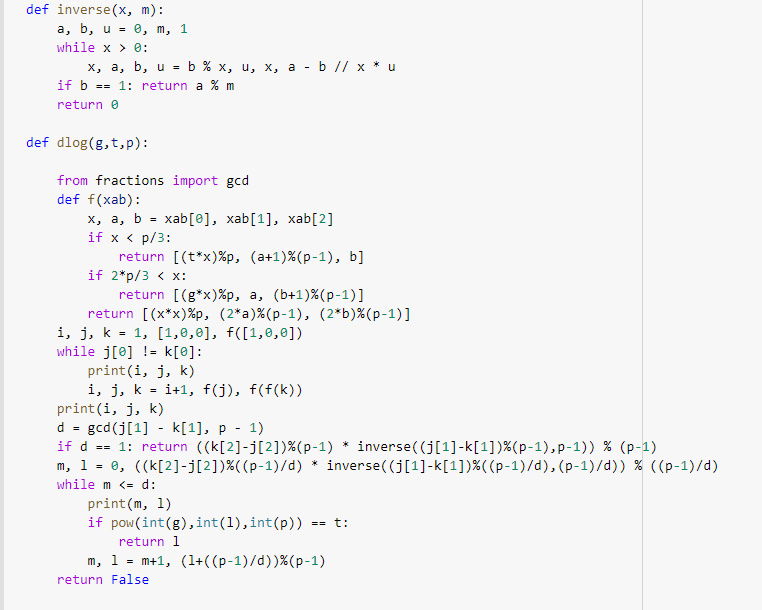 def inverse(x, m):
    a, b, u = 0, m, 1
    while x > 0:
        x, a, b, u = b % x, u, x, a - b // x * u
    if b == 1: return a % m
    return 0

def dlog(g,t,p):

    from fractions import gcd
    def f(xab):
        x, a, b = xab[0], xab[1], xab[2]
        if x < p/3:
            return [(t*x)%p, (a+1)%(p-1), b]
        if 2*p/3 < x:
            return [(g*x)%p, a, (b+1)%(p-1)]
        return [(x*x)%p, (2*a)%(p-1), (2*b)%(p-1)]
    i, j, k = 1, [1,0,0], f([1,0,0])
    while j[0] != k[0]:
        print(i, j, k)
        i, j, k = i+1, f(j), f(f(k))
    print(i, j, k)
    d = gcd(j[1] - k[1], p - 1)
    if d == 1: return ((k[2]-j[2])%(p-1) * inverse((j[1]-k[1])%(p-1),p-1)) % (p-1)
    m, l = 0, ((k[2]-j[2])%((p-1)/d) * inverse((j[1]-k[1])%((p-1)/d),(p-1)/d)) % ((p-1)/d)
    while m <= d:
        print(m, l)
        if pow(int(g),int(l),int(p)) == t:
            return l
        m, l = m+1, (l+((p-1)/d))%(p-1)
    return False